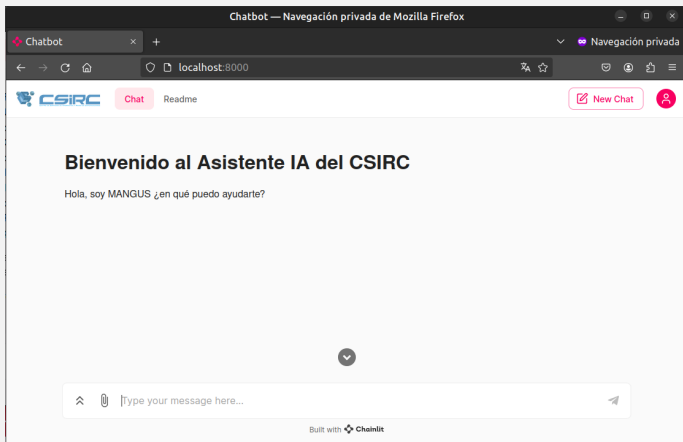 Chatbot — Navegación privada de Mozilla Firefox
Chatbot
Navegación privada
localhost:8000
CSIRC
Chat
Readme
New Chat
Bienvenido al Asistente IA del CSIRC
Hola, soy MANGUS ¿en qué puedo ayudarte?
Type your message here...
Built with Chainlit